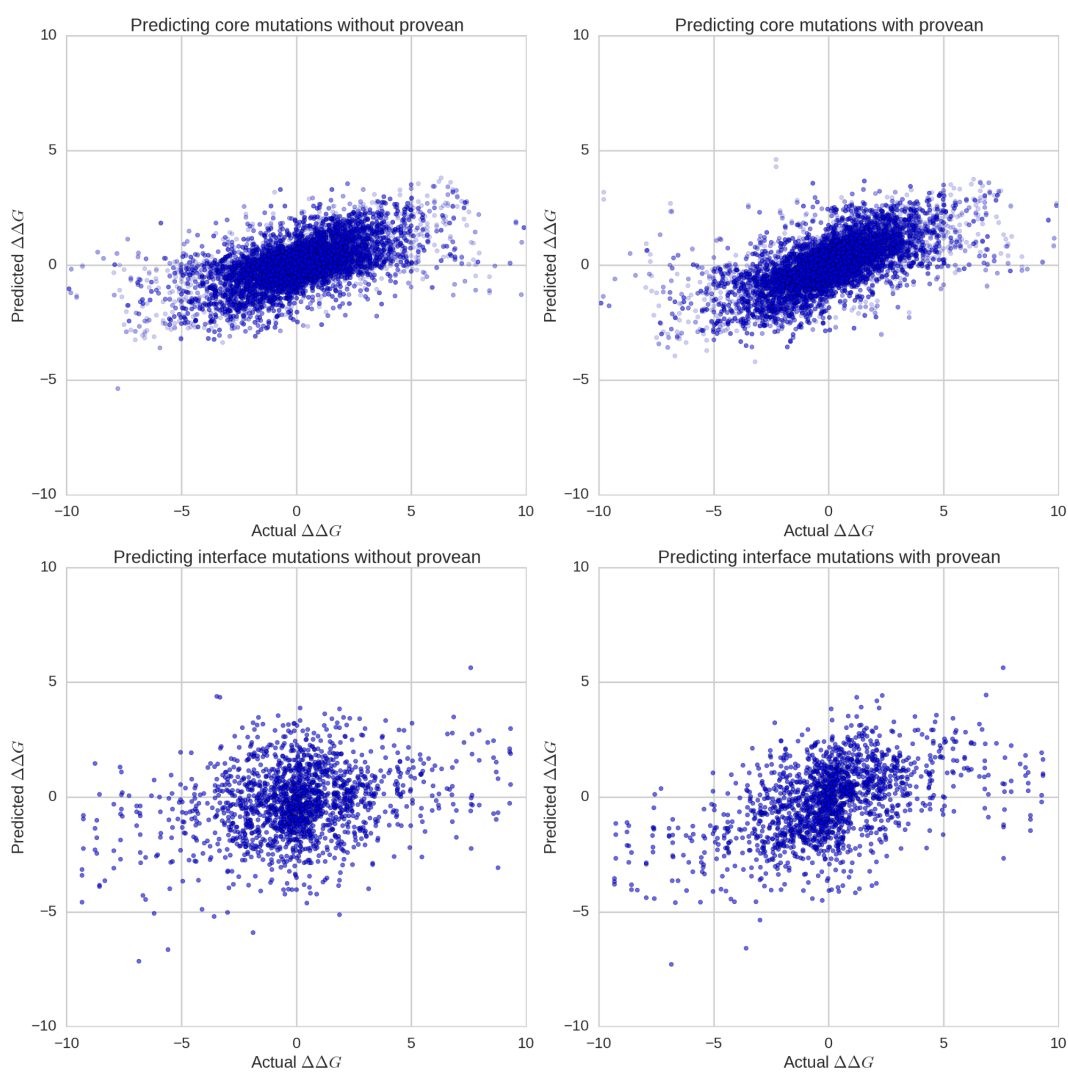 Predicting core mutations without provean
10
5
0
−5
−10
−10 −5 0 5 10
Predicted ΔΔG
Actual ΔΔG
Predicting core mutations with provean
10
5
0
−5
−10
−10 −5 0 5 10
Predicted ΔΔG
Actual ΔΔG
Predicting interface mutations without provean
10
5
0
−5
−10
−10 −5 0 5 10
Predicted ΔΔG
Actual ΔΔG
Predicting interface mutations with provean
10
5
0
−5
−10
−10 −5 0 5 10
Predicted ΔΔG
Actual ΔΔG